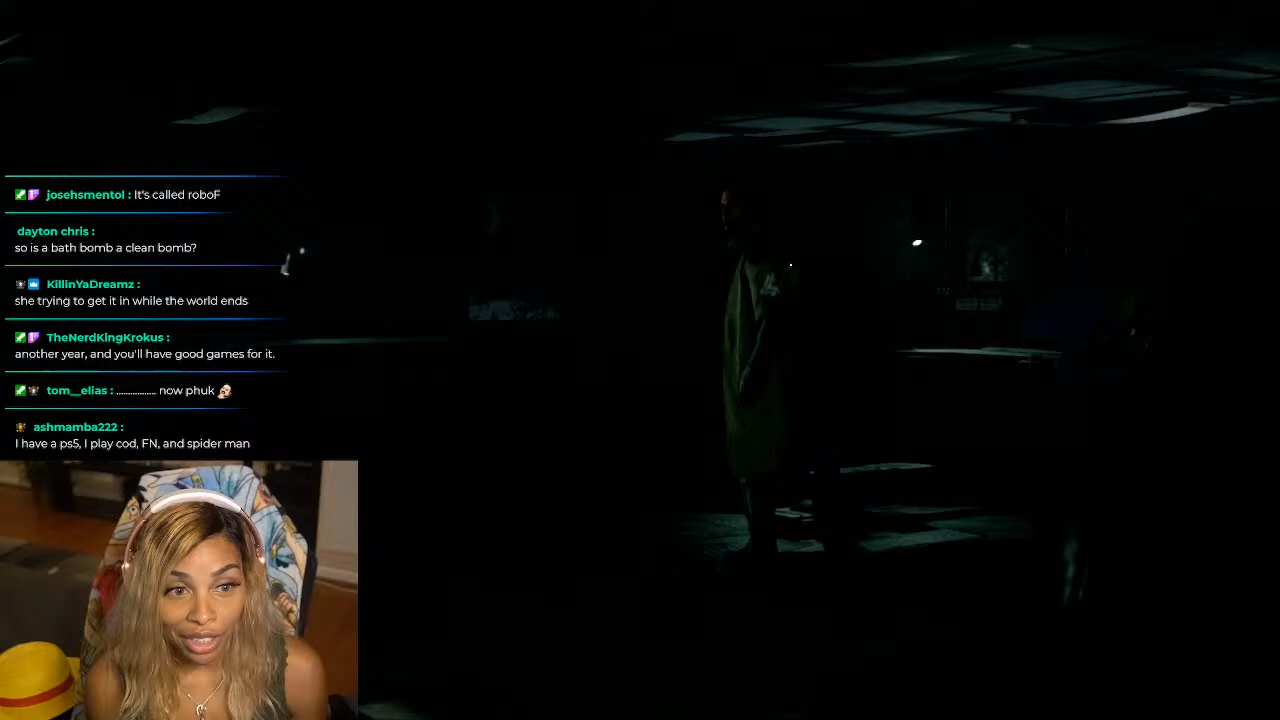 josehsmentol : It's called roboF
dayton chris :
so is a bath bomb a clean bomb?
KillinYaDreamz :
she trying to get it in while the world ends
TheNerdKingKrokus :
another year, and you'll have good games for it.
tom__elias : ................ now phuk
ashmamba222 :
I have a ps5, I play cod, FN, and spider man